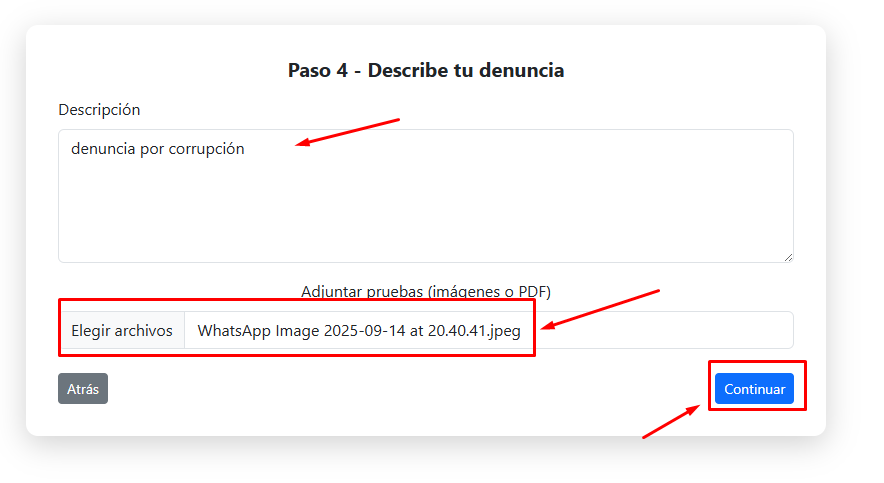 Paso 4 - Describe tu denuncia
Descripción
denuncia por corrupción
Adjuntar pruebas (imágenes o PDF)
Elegir archivos WhatsApp Image 2025-09-14 at 20.40.41.jpeg
Atrás Continuar